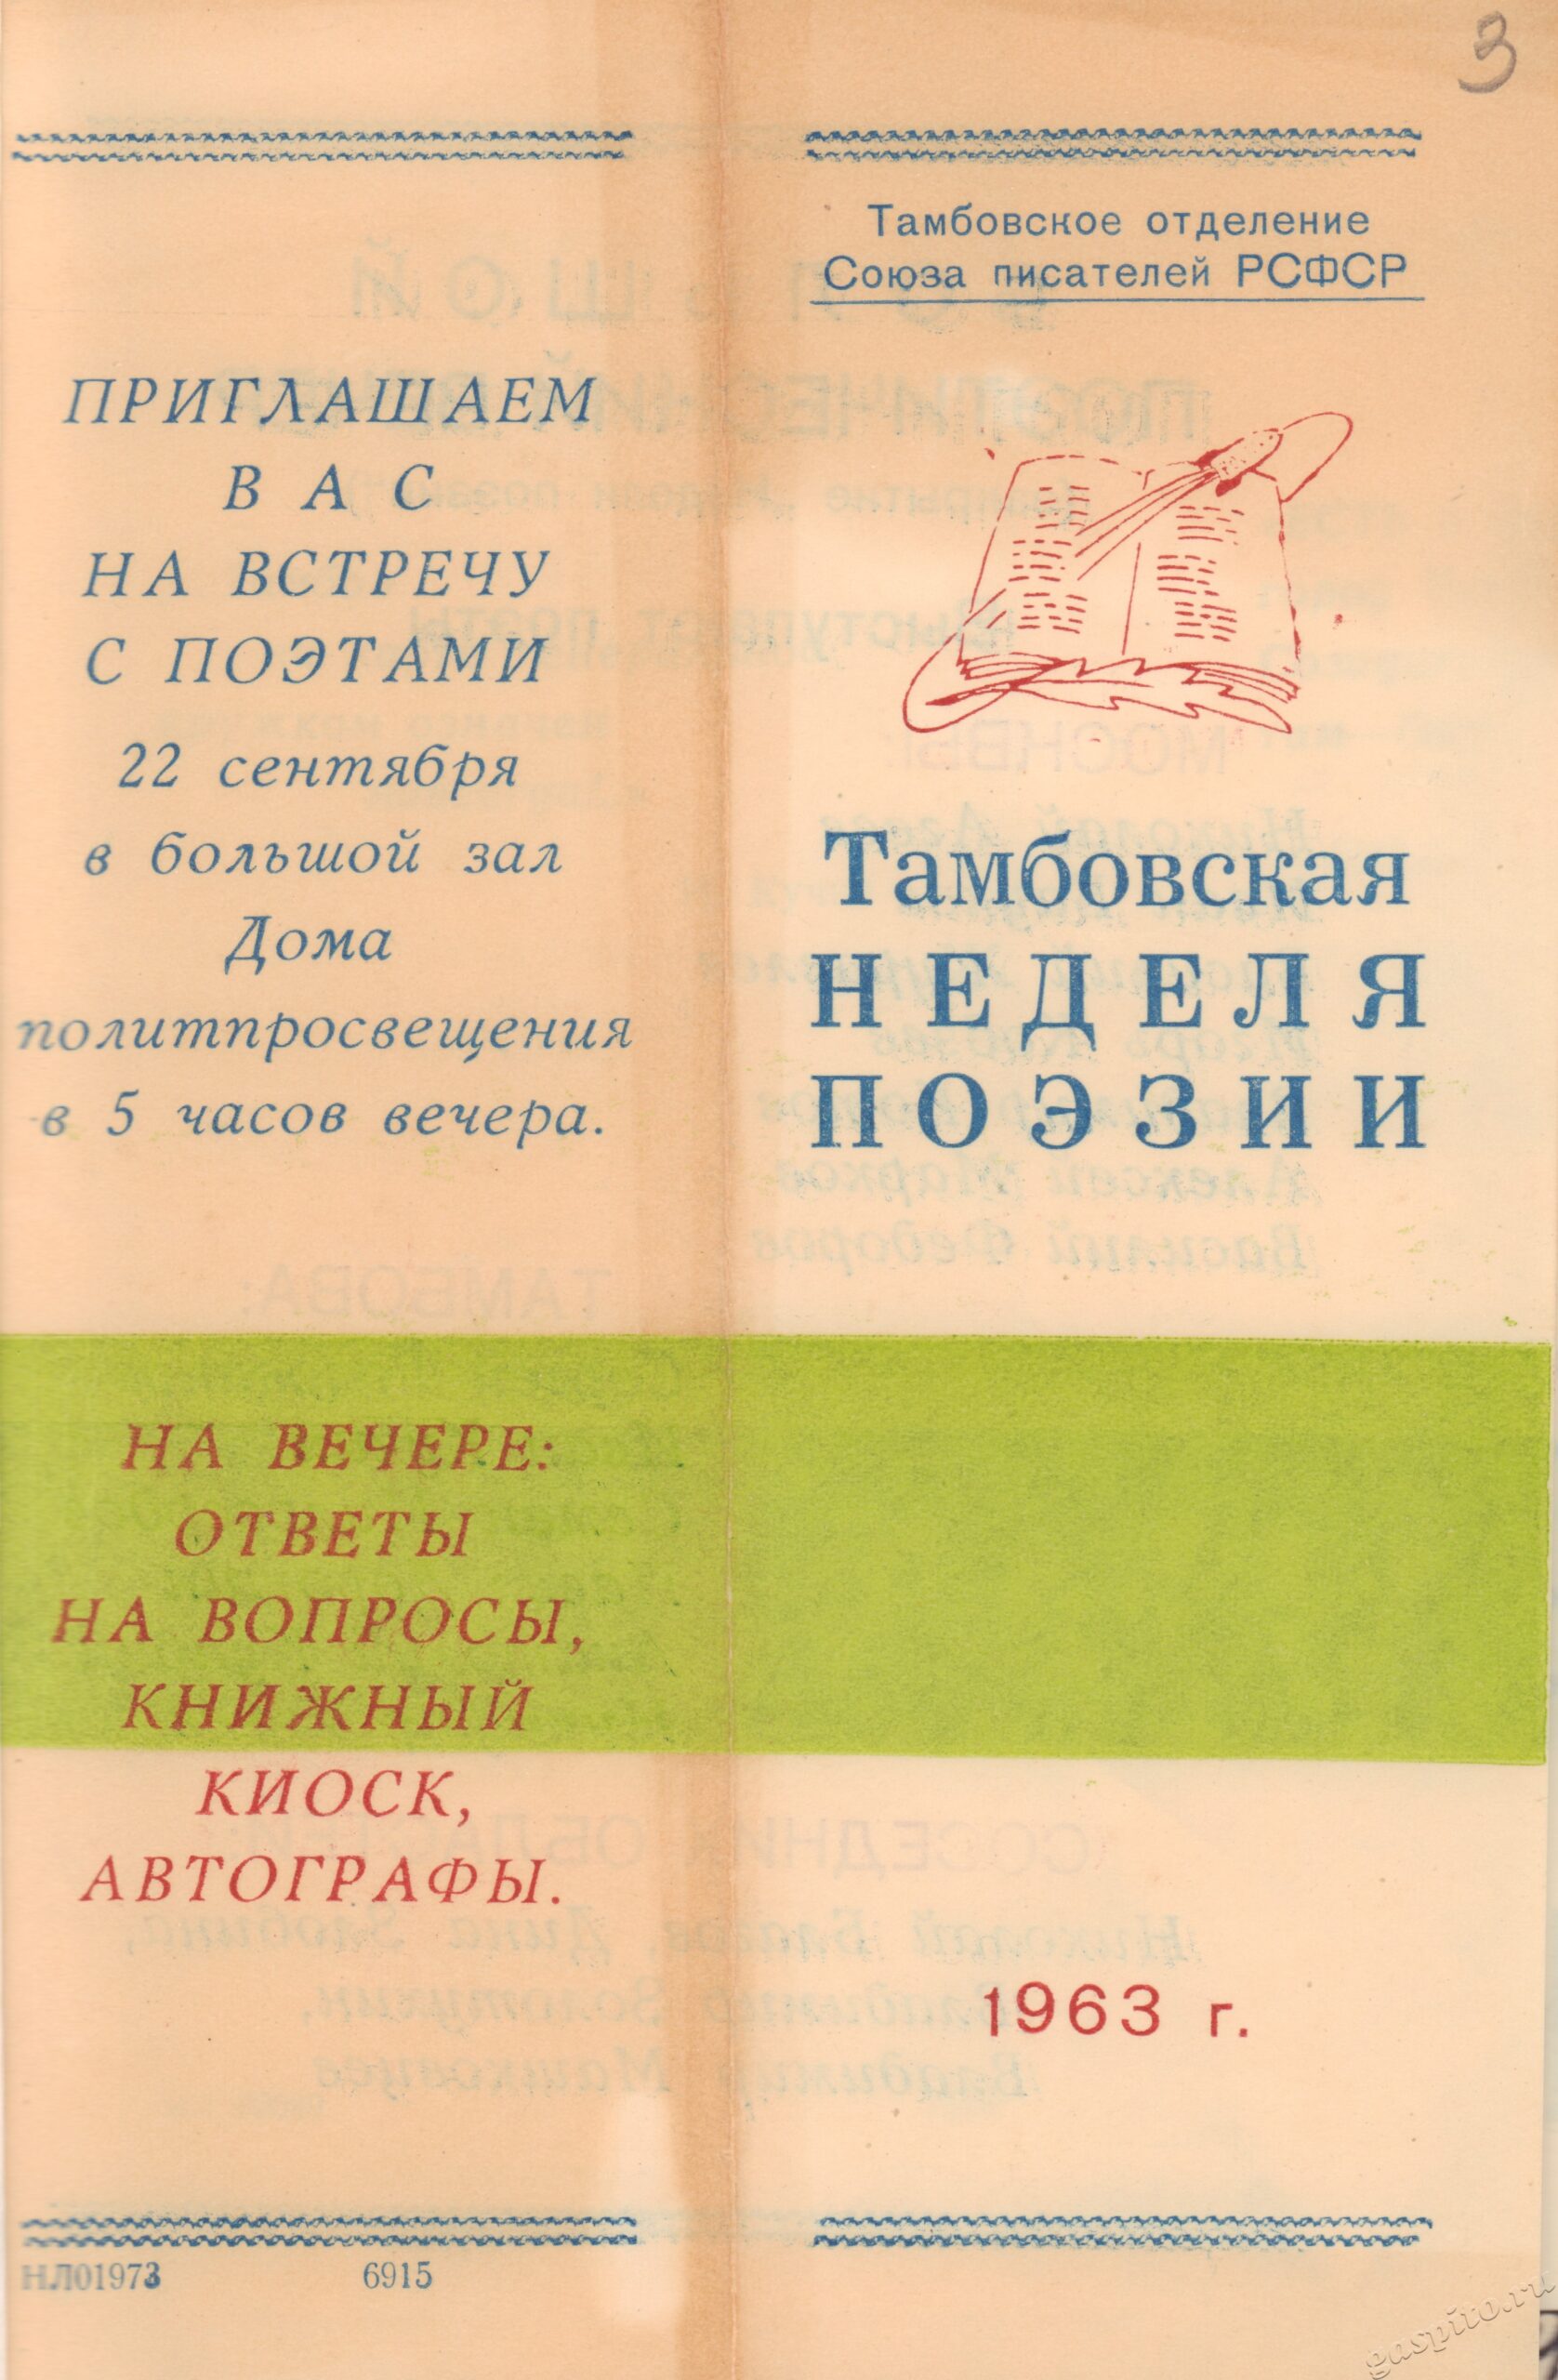 3
ПРИГЛАШАЕМ
ВАС
НА ВСТРЕЧУ
С ПОЭТАМИ
22 сентября
в большой зал
Дома
политпросвещения
в 5 часов вечера.
НА ВЕЧЕРЕ:
ОТВЕТЫ
НА ВОПРОСЫ,
КНИЖНЫЙ
КИОСК,
АВТОГРАФЫ.
НЛ01973 6915
Тамбовское отделение
Союза писателей РСФСР
Тамбовская
НЕДЕЛЯ
ПОЭЗИИ
1963 г.
gaspito.ru